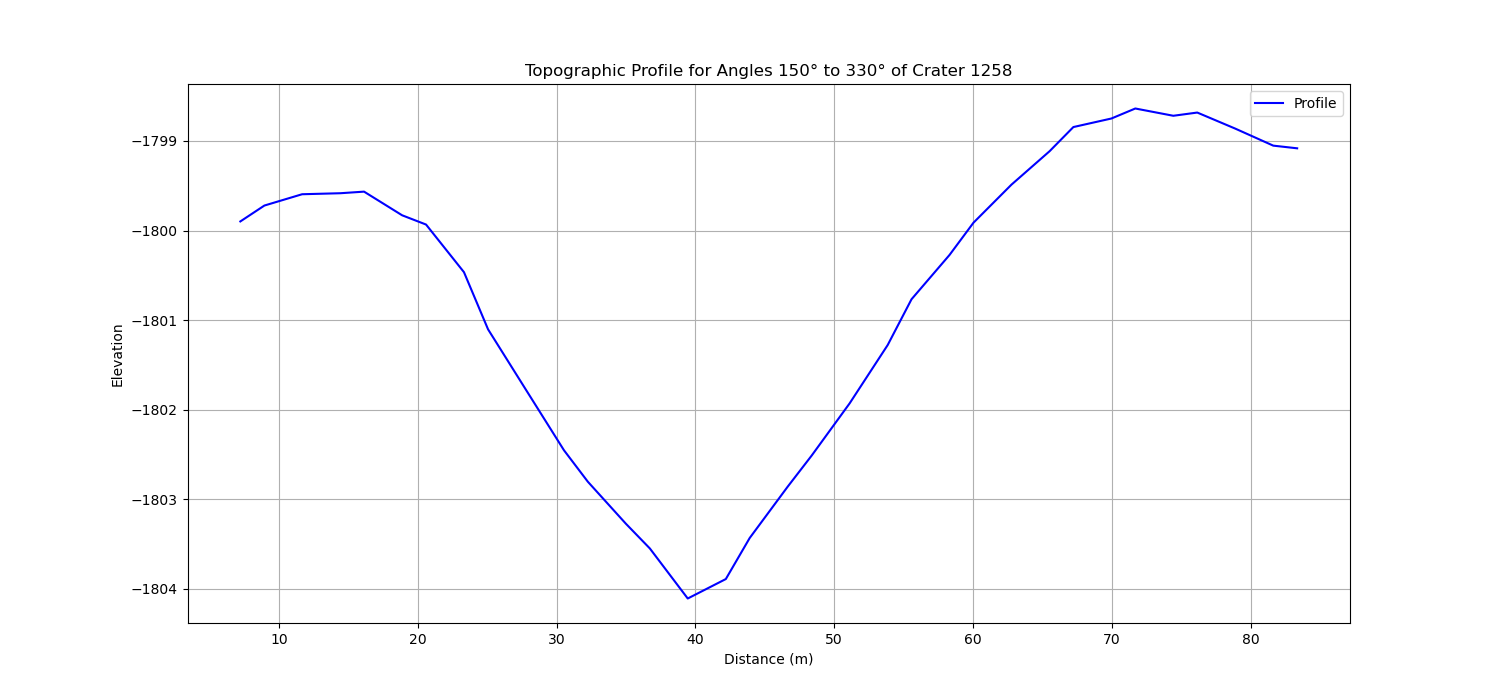 Topographic Profile for Angles 150° to 330° of Crater 1258
Profile
−1799
−1800
−1801
−1802
−1803
−1804
Elevation
10 20 30 40 50 60 70 80
Distance (m)